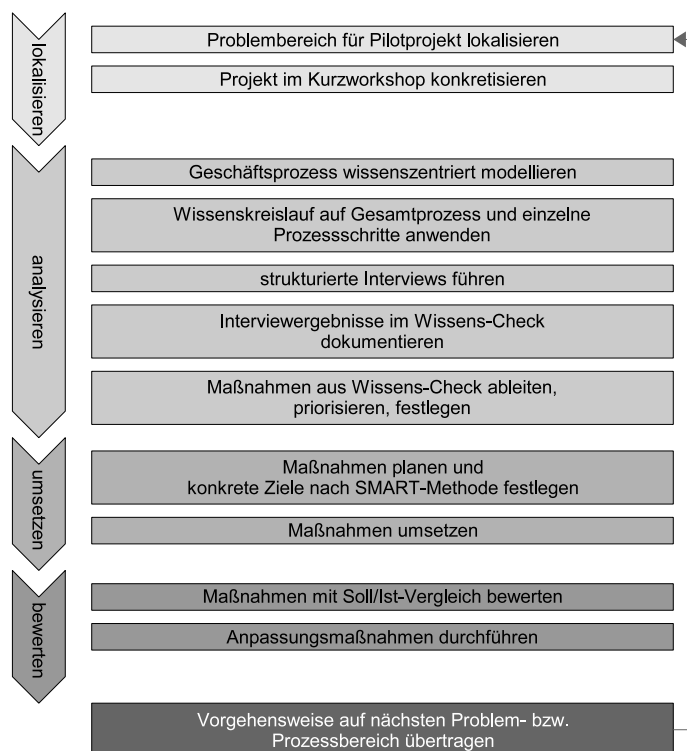 lokalisieren
Problembereich für Pilotprojekt lokalisieren
Projekt im Kurzworkshop konkretisieren
analysieren
Geschäftsprozess wissenszentriert modellieren
Wissenskreislauf auf Gesamtprozess und einzelne
Prozessschritte anwenden
strukturierte Interviews führen
Interviewergebnisse im Wissens-Check
dokumentieren
Maßnahmen aus Wissens-Check ableiten,
priorisieren, festlegen
umsetzen
Maßnahmen planen und
konkrete Ziele nach SMART-Methode festlegen
Maßnahmen umsetzen
bewerten
Maßnahmen mit Soll/Ist-Vergleich bewerten
Anpassungsmaßnahmen durchführen
Vorgehensweise auf nächsten Problem- bzw.
Prozessbereich übertragen